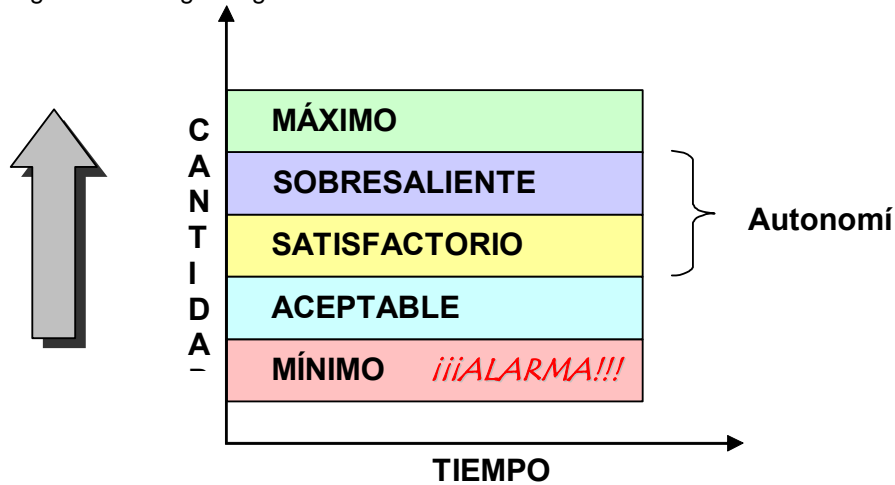 C
A
N
T
I
D
A
MÁXIMO
SOBRESALIENTE
SATISFACTORIO
ACEPTABLE
MÍNIMO ¡¡¡ALARMA!!!
Autonomí
TIEMPO